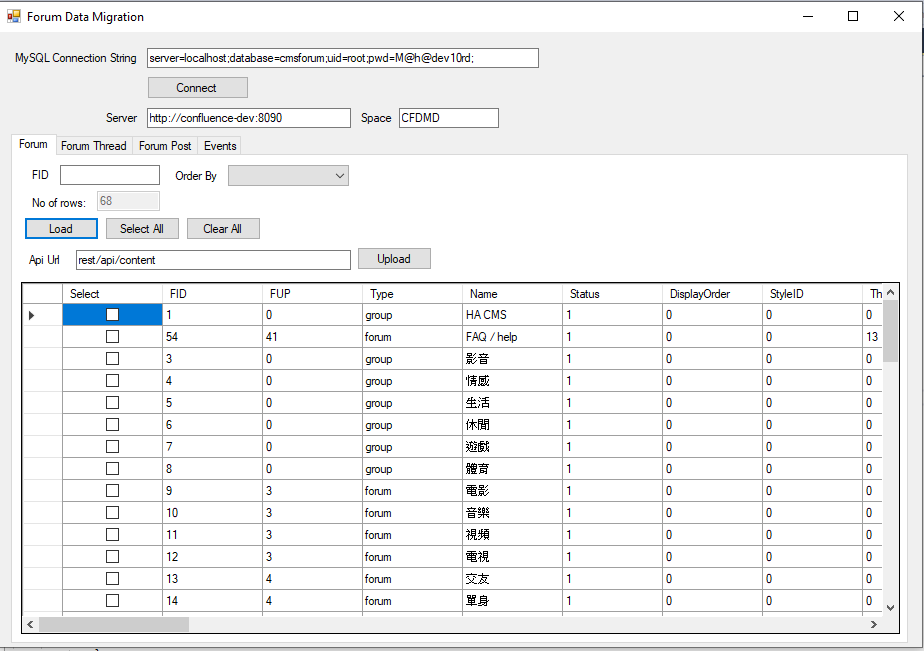 Forum Data Migration
MySQL Connection String server=localhost;database=cmsforum;uid=root;pwd=M@h@dev10rd;
Connect
Server http://confluence-dev:8090 Space CFDMD
Forum Forum Thread Forum Post Events
FID Order By
No of rows: 68
Load Select All Clear All
Api Url rest/api/content Upload
Select FID FUP Type Name Status DisplayOrder StyleID Th
1 0 group HA CMS 1 0 0 0
54 41 forum FAQ / help 1 0 0 13
3 0 group 影音 1 0 0 0
4 0 group 情感 1 0 0 0
5 0 group 生活 1 0 0 0
6 0 group 休閒 1 0 0 0
7 0 group 遊戲 1 0 0 0
8 0 group 體育 1 0 0 0
9 3 forum 電影 1 0 0 0
10 3 forum 音樂 1 0 0 0
11 3 forum 視頻 1 0 0 0
12 3 forum 電視 1 0 0 0
13 4 forum 交友 1 0 0 0
14 4 forum 單身 1 0 0 0